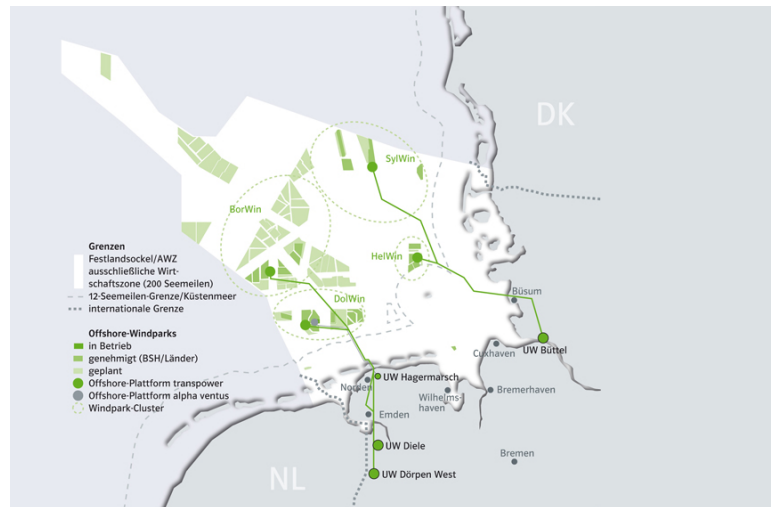 DK
SylWin
BorWin
HelWin
DolWin
Büsum
UW Büttel
Cuxhaven
UW Hagermarsch
Norden
Wilhelms-
haven
Bremerhaven
Emden
UW Diele
Bremen
UW Dörpen West
NL
Grenzen
Festlandsockel/AWZ
ausschließliche Wirt-
schaftszone (200 Seemeilen)
12-Seemeilen-Grenze/Küstenmeer
internationale Grenze
Offshore-Windparks
in Betrieb
genehmigt (BSH/Länder)
geplant
Offshore-Plattform transpower
Offshore-Plattform alpha ventus
Windpark-Cluster